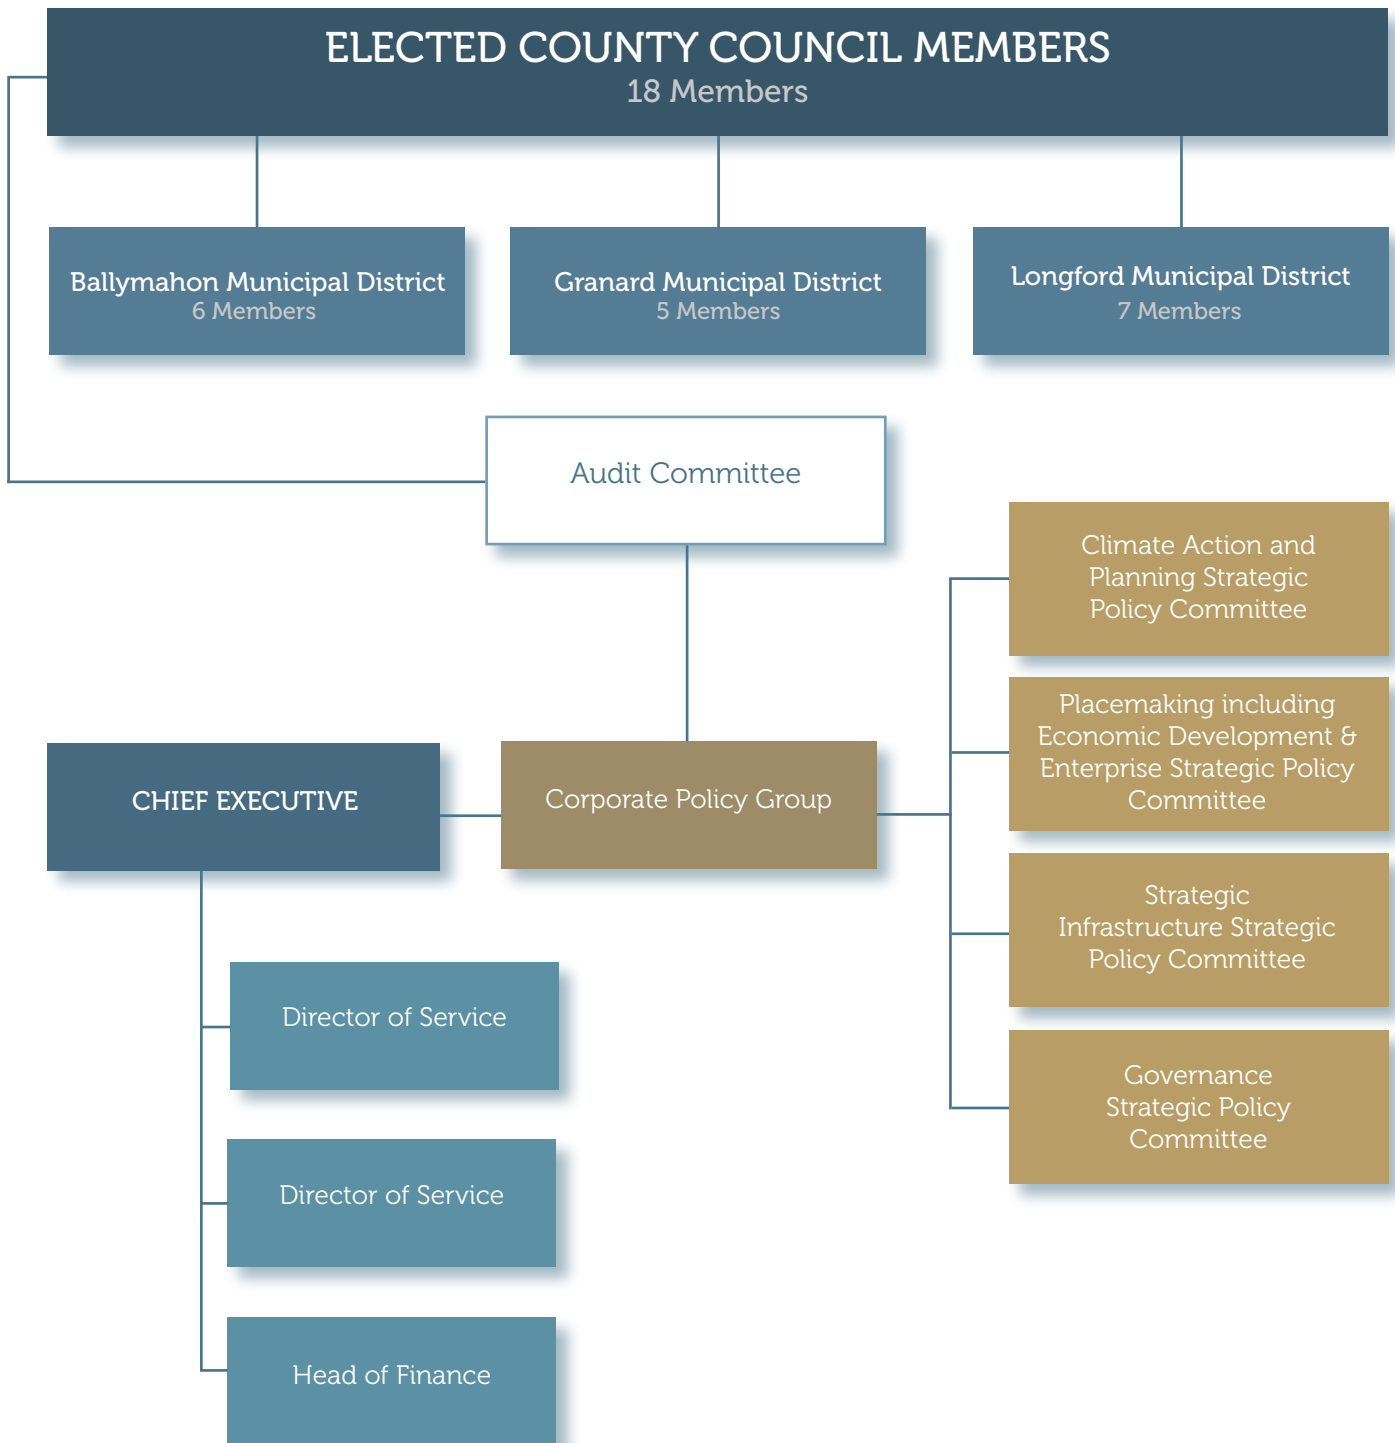 ELECTED COUNTY COUNCIL MEMBERS
18 Members
Ballymahon Municipal District
6 Members
Granard Municipal District
5 Members
Longford Municipal District
7 Members
Audit Committee
Climate Action and
Planning Strategic
Policy Committee
Placemaking including
Economic Development &
Enterprise Strategic Policy
Committee
CHIEF EXECUTIVE
Corporate Policy Group
Strategic
Infrastructure Strategic
Policy Committee
Governance
Strategic Policy
Committee
Director of Service
Director of Service
Head of Finance